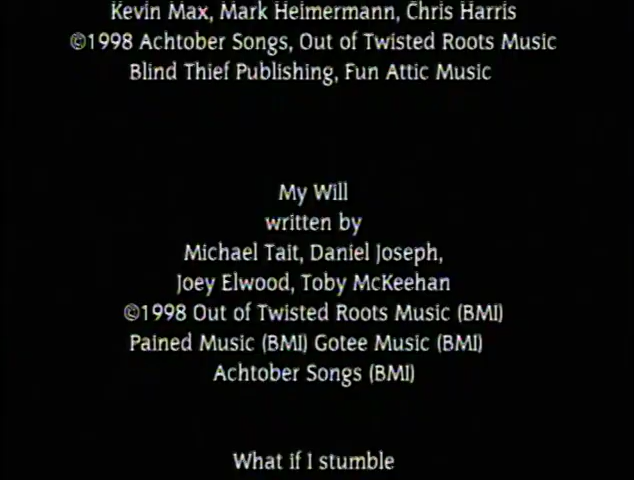 Kevin Max, Mark Heimermann, Chris Harris
©1998 Achtober Songs, Out of Twisted Roots Music
Blind Thief Publishing, Fun Attic Music
My Will
written by
Michael Tait, Daniel Joseph,
Joey Elwood, Toby McKeehan
©1998 Out of Twisted Roots Music (BMI)
Pained Music (BMI) Gotee Music (BMI)
Achtober Songs (BMI)
What if I stumble